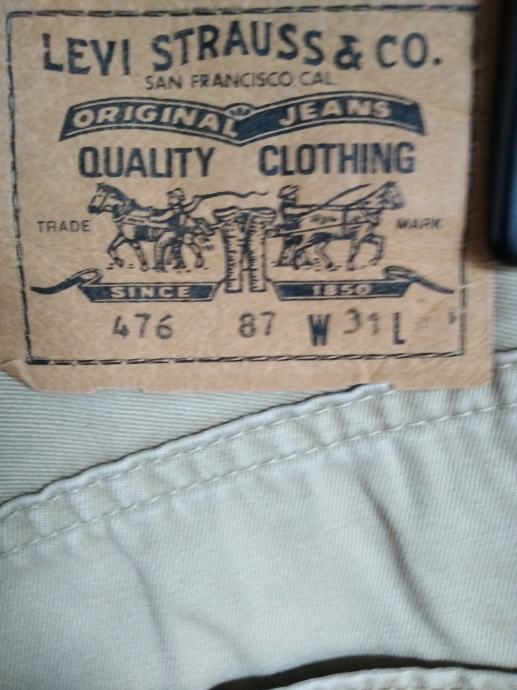 LEVI STRAUSS & CO.
SAN FRANCISCO CAL
ORIGINAL JEANS
QUALITY CLOTHING
TRADE MARK
SINCE 1850
476 87 W 31 L